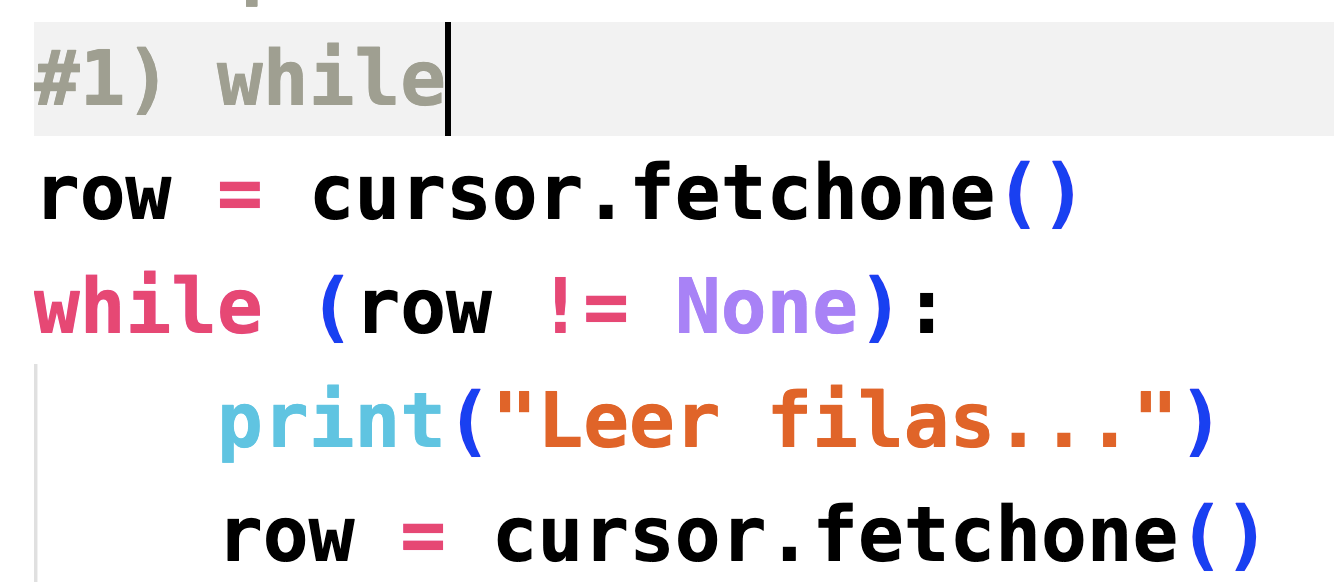 #1) while
row = cursor.fetchone()
while (row != None):
    print("Leer filas...")
    row = cursor.fetchone()